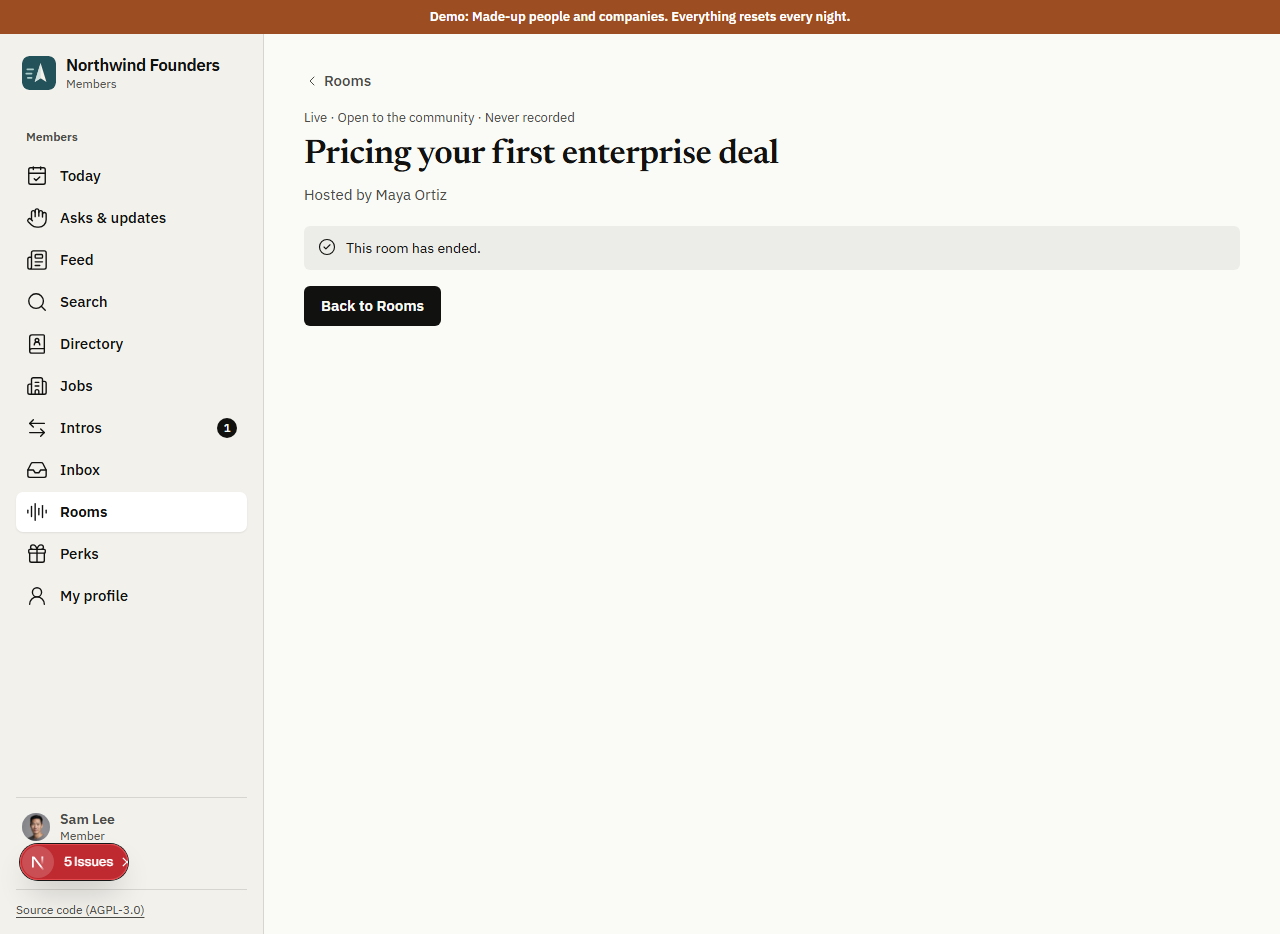 Demo: Made-up people and companies. Everything resets every night.
Northwind Founders
Members
Members
Today
Asks & updates
Feed
Search
Directory
Jobs
Intros
1
Inbox
Rooms
Perks
My profile
Sam Lee
Member
N
5 Issues
Source code (AGPL-3.0)
Rooms
Live · Open to the community · Never recorded
Pricing your first enterprise deal
Hosted by Maya Ortiz
This room has ended.
Back to Rooms